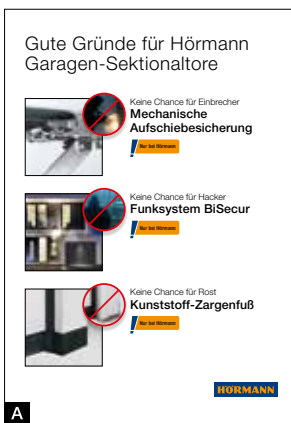 Gute Gründe für Hörmann
Garagen-Sektionaltore
Keine Chance für Einbrecher
Mechanische
Aufschiebesicherung
Nur bei Hörmann
Keine Chance für Hacker
Funksystem BiSecur
Nur bei Hörmann
Keine Chance für Rost
Kunststoff-Zargenfuß
Nur bei Hörmann
HÖRMANN
A